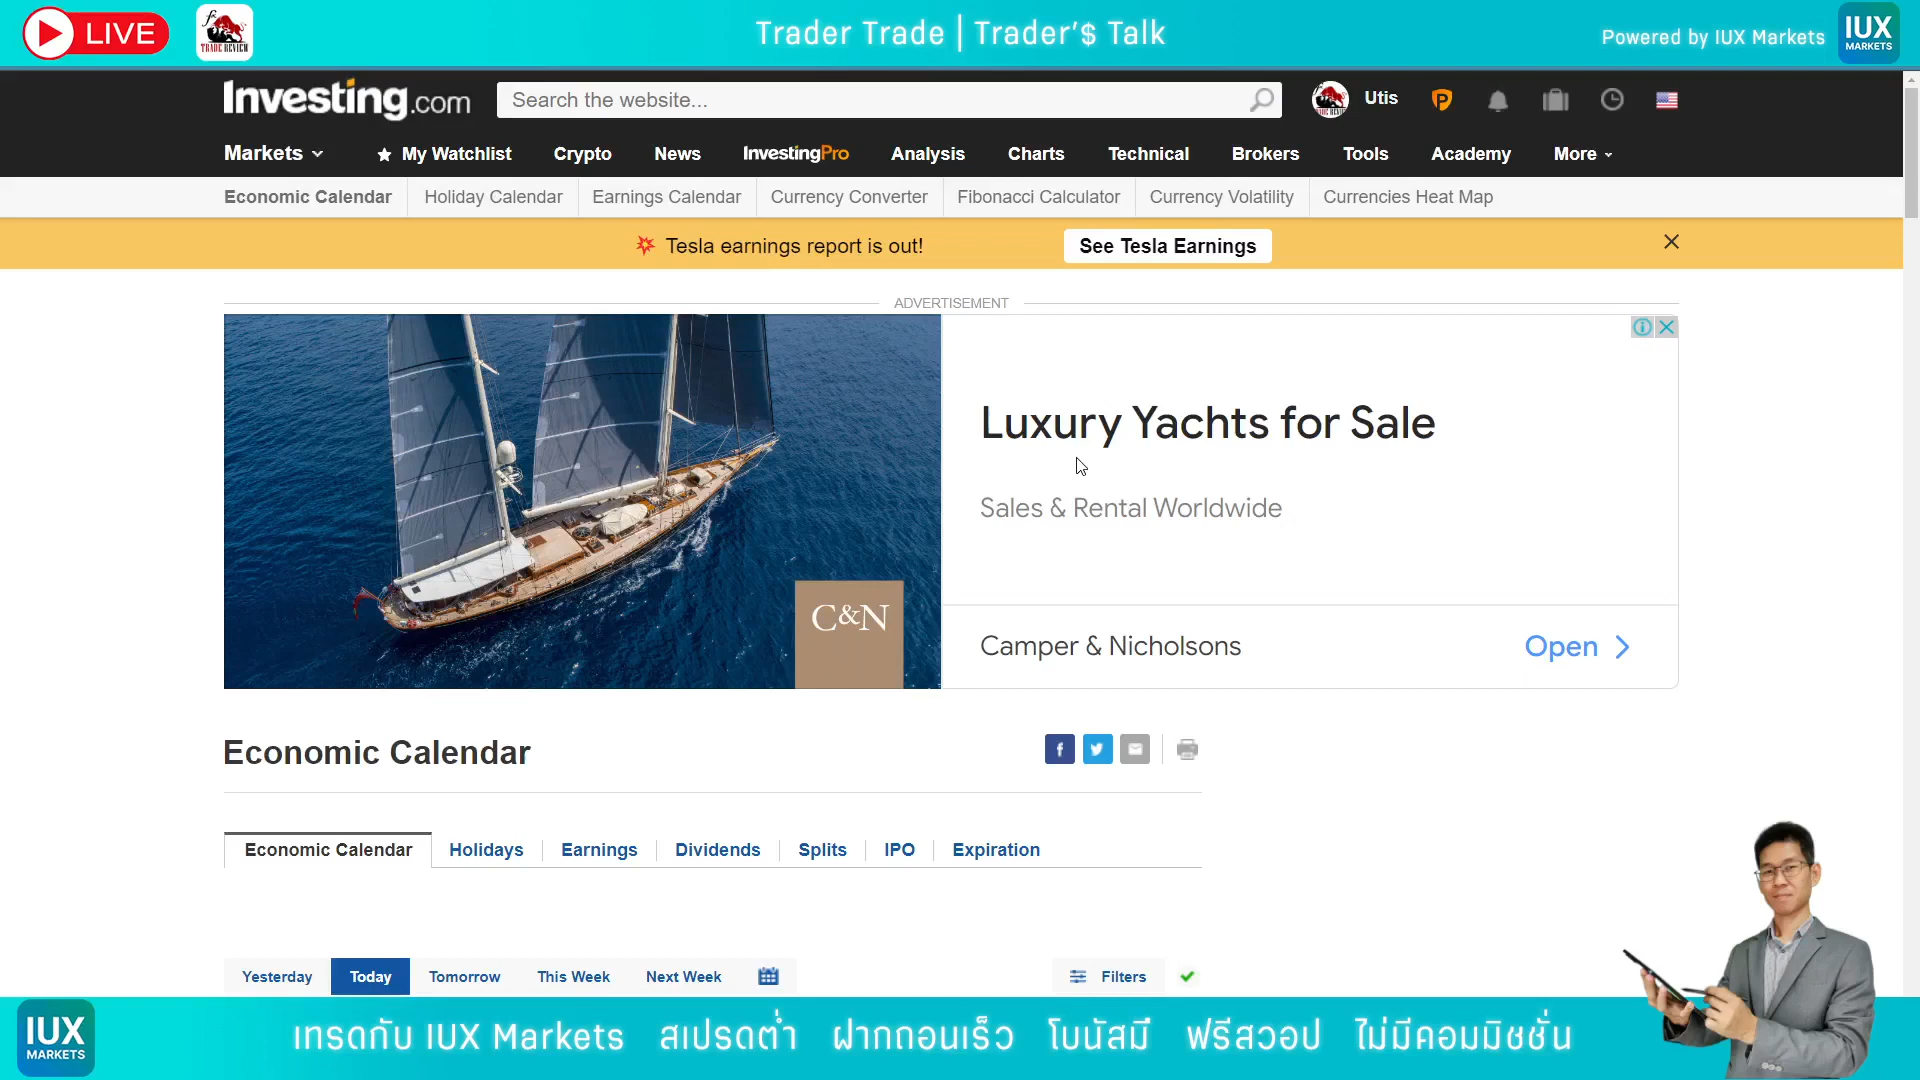 LIVE
TRADE REVIEW
Trader Trade | Trader'$ Talk
Powered by IUX Markets
IUX
MARKETS
Investing.com
Search the website...
Utis
Markets
My Watchlist
Crypto
News
InvestingPro
Analysis
Charts
Technical
Brokers
Tools
Academy
More
Economic Calendar
Holiday Calendar
Earnings Calendar
Currency Converter
Fibonacci Calculator
Currency Volatility
Currencies Heat Map
Tesla earnings report is out!
See Tesla Earnings
ADVERTISEMENT
Luxury Yachts for Sale
Sales & Rental Worldwide
C&N
Camper & Nicholsons
Open
Economic Calendar
Economic Calendar
Holidays
Earnings
Dividends
Splits
IPO
Expiration
Yesterday
Today
Tomorrow
This Week
Next Week
Filters
IUX
MARKETS
เทรดกับ IUX Markets สเปรดต่ำ ฝากถอนเร็ว โบนัสมี ฟรีสวอป ไม่มีคอมมิชชั่น